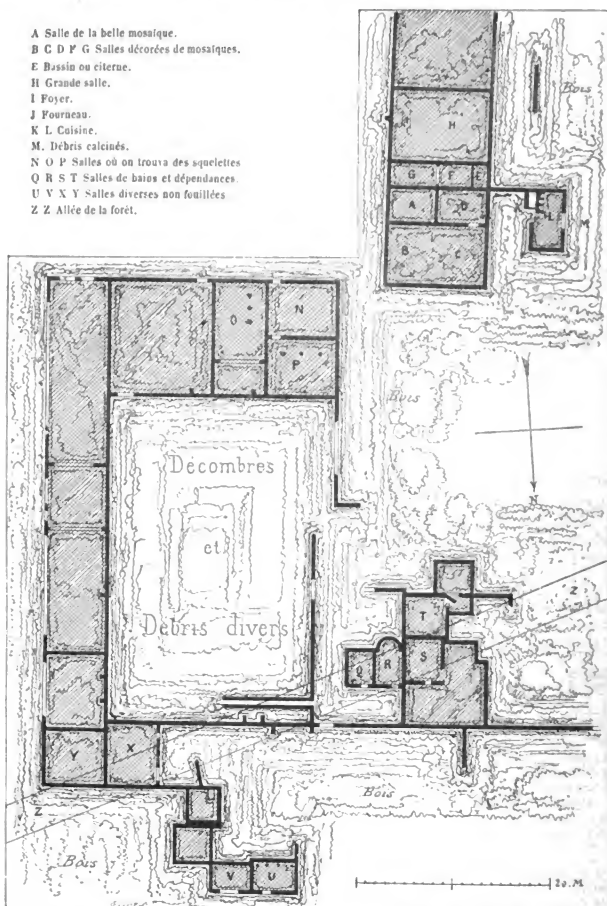 A Salle de la belle mosaïque.
B C D F G Salles décorées de mosaïques.
E Bassin ou citerne.
H Grande salle.
I Foyer.
J Fourneau.
K L Cuisine.
M. Débris calcinés.
N O P Salles où on trouva des squelettes
Q R S T Salles de bains et dépendances.
U V X Y Salles diverses non fouillées
Z Z Allée de la forêt.
Bois
H
G F E
A D
L M
B C
O N
P
Bois
Décombres
et
Débris divers
N
Z
T
Q R S
Y X
Z
Bois
Bois
V U
20 M